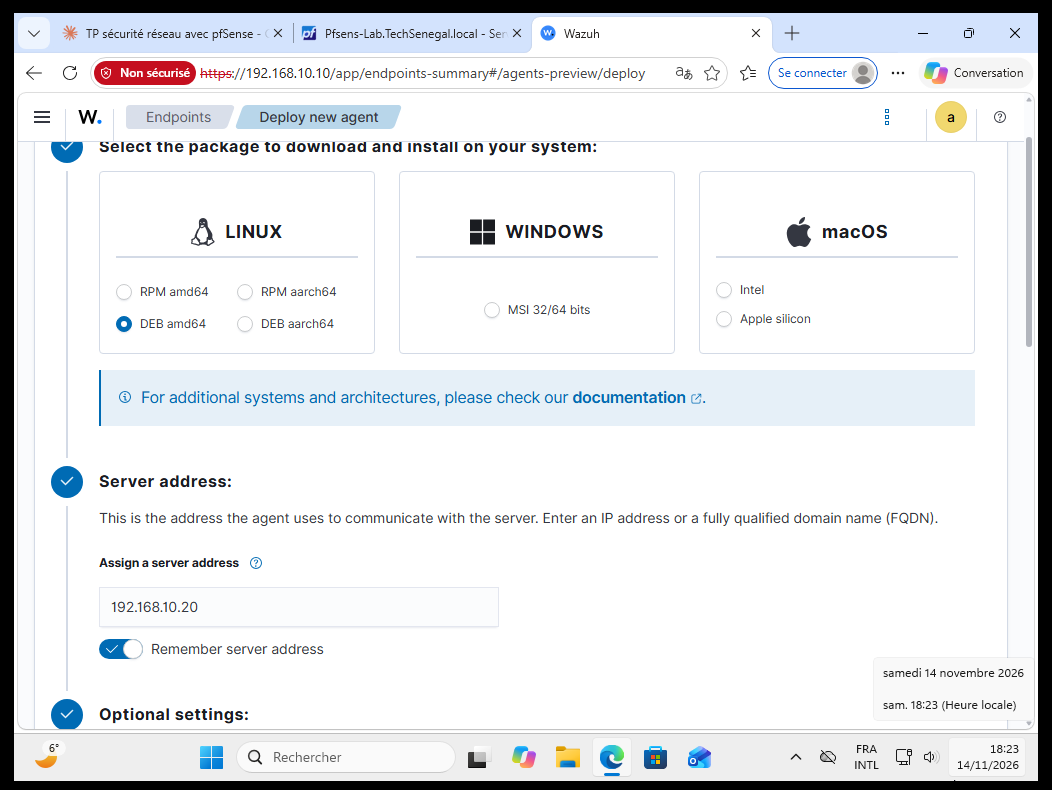 TP sécurité réseau avec pfSense -
Pfsens-Lab.TechSenegal.local - Ser
Wazuh
Non sécurisé
https://192.168.10.10/app/endpoints-summary#/agents-preview/deploy
Se connecter
Conversation
W.
Endpoints
Deploy new agent
a
Select the package to download and install on your system:
LINUX
WINDOWS
macOS
RPM amd64
RPM aarch64
DEB amd64
DEB aarch64
MSI 32/64 bits
Intel
Apple silicon
For additional systems and architectures, please check our documentation.
Server address:
This is the address the agent uses to communicate with the server. Enter an IP address or a fully qualified domain name (FQDN).
Assign a server address
192.168.10.20
Remember server address
Optional settings:
samedi 14 novembre 2026
sam. 18:23 (Heure locale)
6°
Rechercher
FRA
INTL
18:23
14/11/2026